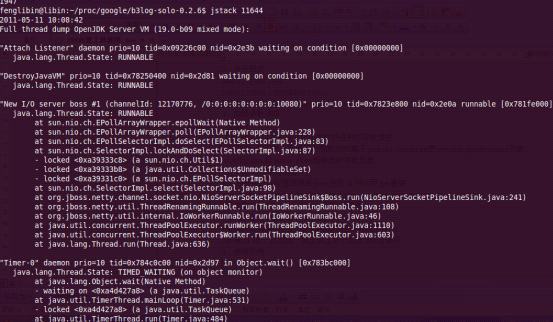 1947
fenglibin@libin:~/proc/google/b3log-solo-0.2.6$ jstack 11644
2011-05-11 10:08:42
Full thread dump OpenJDK Server VM (19.0-b09 mixed mode):
"Attach Listener" daemon prio=10 tid=0x09226c00 nid=0x2e3b waiting on condition [0x00000000]
java.lang.Thread.State: RUNNABLE
"DestroyJavaVM" prio=10 tid=0x78250400 nid=0x2d81 waiting on condition [0x00000000]
java.lang.Thread.State: RUNNABLE
"New I/O server boss #1 (channelId: 12170776, /0:0:0:0:0:0:0:0:10080)" prio=10 tid=0x7823e800 nid=0x2e0a runnable [0x781fe000]
java.lang.Thread.State: RUNNABLE
at sun.nio.ch.EPollArrayWrapper.epollWait(Native Method)
at sun.nio.ch.EPollArrayWrapper.poll(EPollArrayWrapper.java:228)
at sun.nio.ch.EPollSelectorImpl.doSelect(EPollSelectorImpl.java:83)
at sun.nio.ch.SelectorImpl.lockAndDoSelect(SelectorImpl.java:87)
- locked <0xa39333c8> (a sun.nio.ch.Util$1)
- locked <0xa39333b8> (a java.util.Collections$UnmodifiableSet)
- locked <0xa39331c0> (a sun.nio.ch.EPollSelectorImpl)
at sun.nio.ch.SelectorImpl.select(SelectorImpl.java:98)
at org.jboss.netty.channel.socket.nio.NioServerSocketPipelineSink$Boss.run(NioServerSocketPipelineSink.java:241)
at org.jboss.netty.util.ThreadRenamingRunnable.run(ThreadRenamingRunnable.java:108)
at org.jboss.netty.util.internal.IoWorkerRunnable.run(IoWorkerRunnable.java:46)
at java.util.concurrent.ThreadPoolExecutor.runWorker(ThreadPoolExecutor.java:1110)
at java.util.concurrent.ThreadPoolExecutor$Worker.run(ThreadPoolExecutor.java:603)
at java.lang.Thread.run(Thread.java:636)
"Timer-0" daemon prio=10 tid=0x784c0c00 nid=0x2d97 in Object.wait() [0x783bc000]
java.lang.Thread.State: TIMED_WAITING (on object monitor)
at java.lang.Object.wait(Native Method)
- waiting on <0xa4d427a8> (a java.util.TaskQueue)
at java.util.TimerThread.mainLoop(Timer.java:531)
- locked <0xa4d427a8> (a java.util.TaskQueue)
at java.util.TimerThread.run(Timer.java:484)